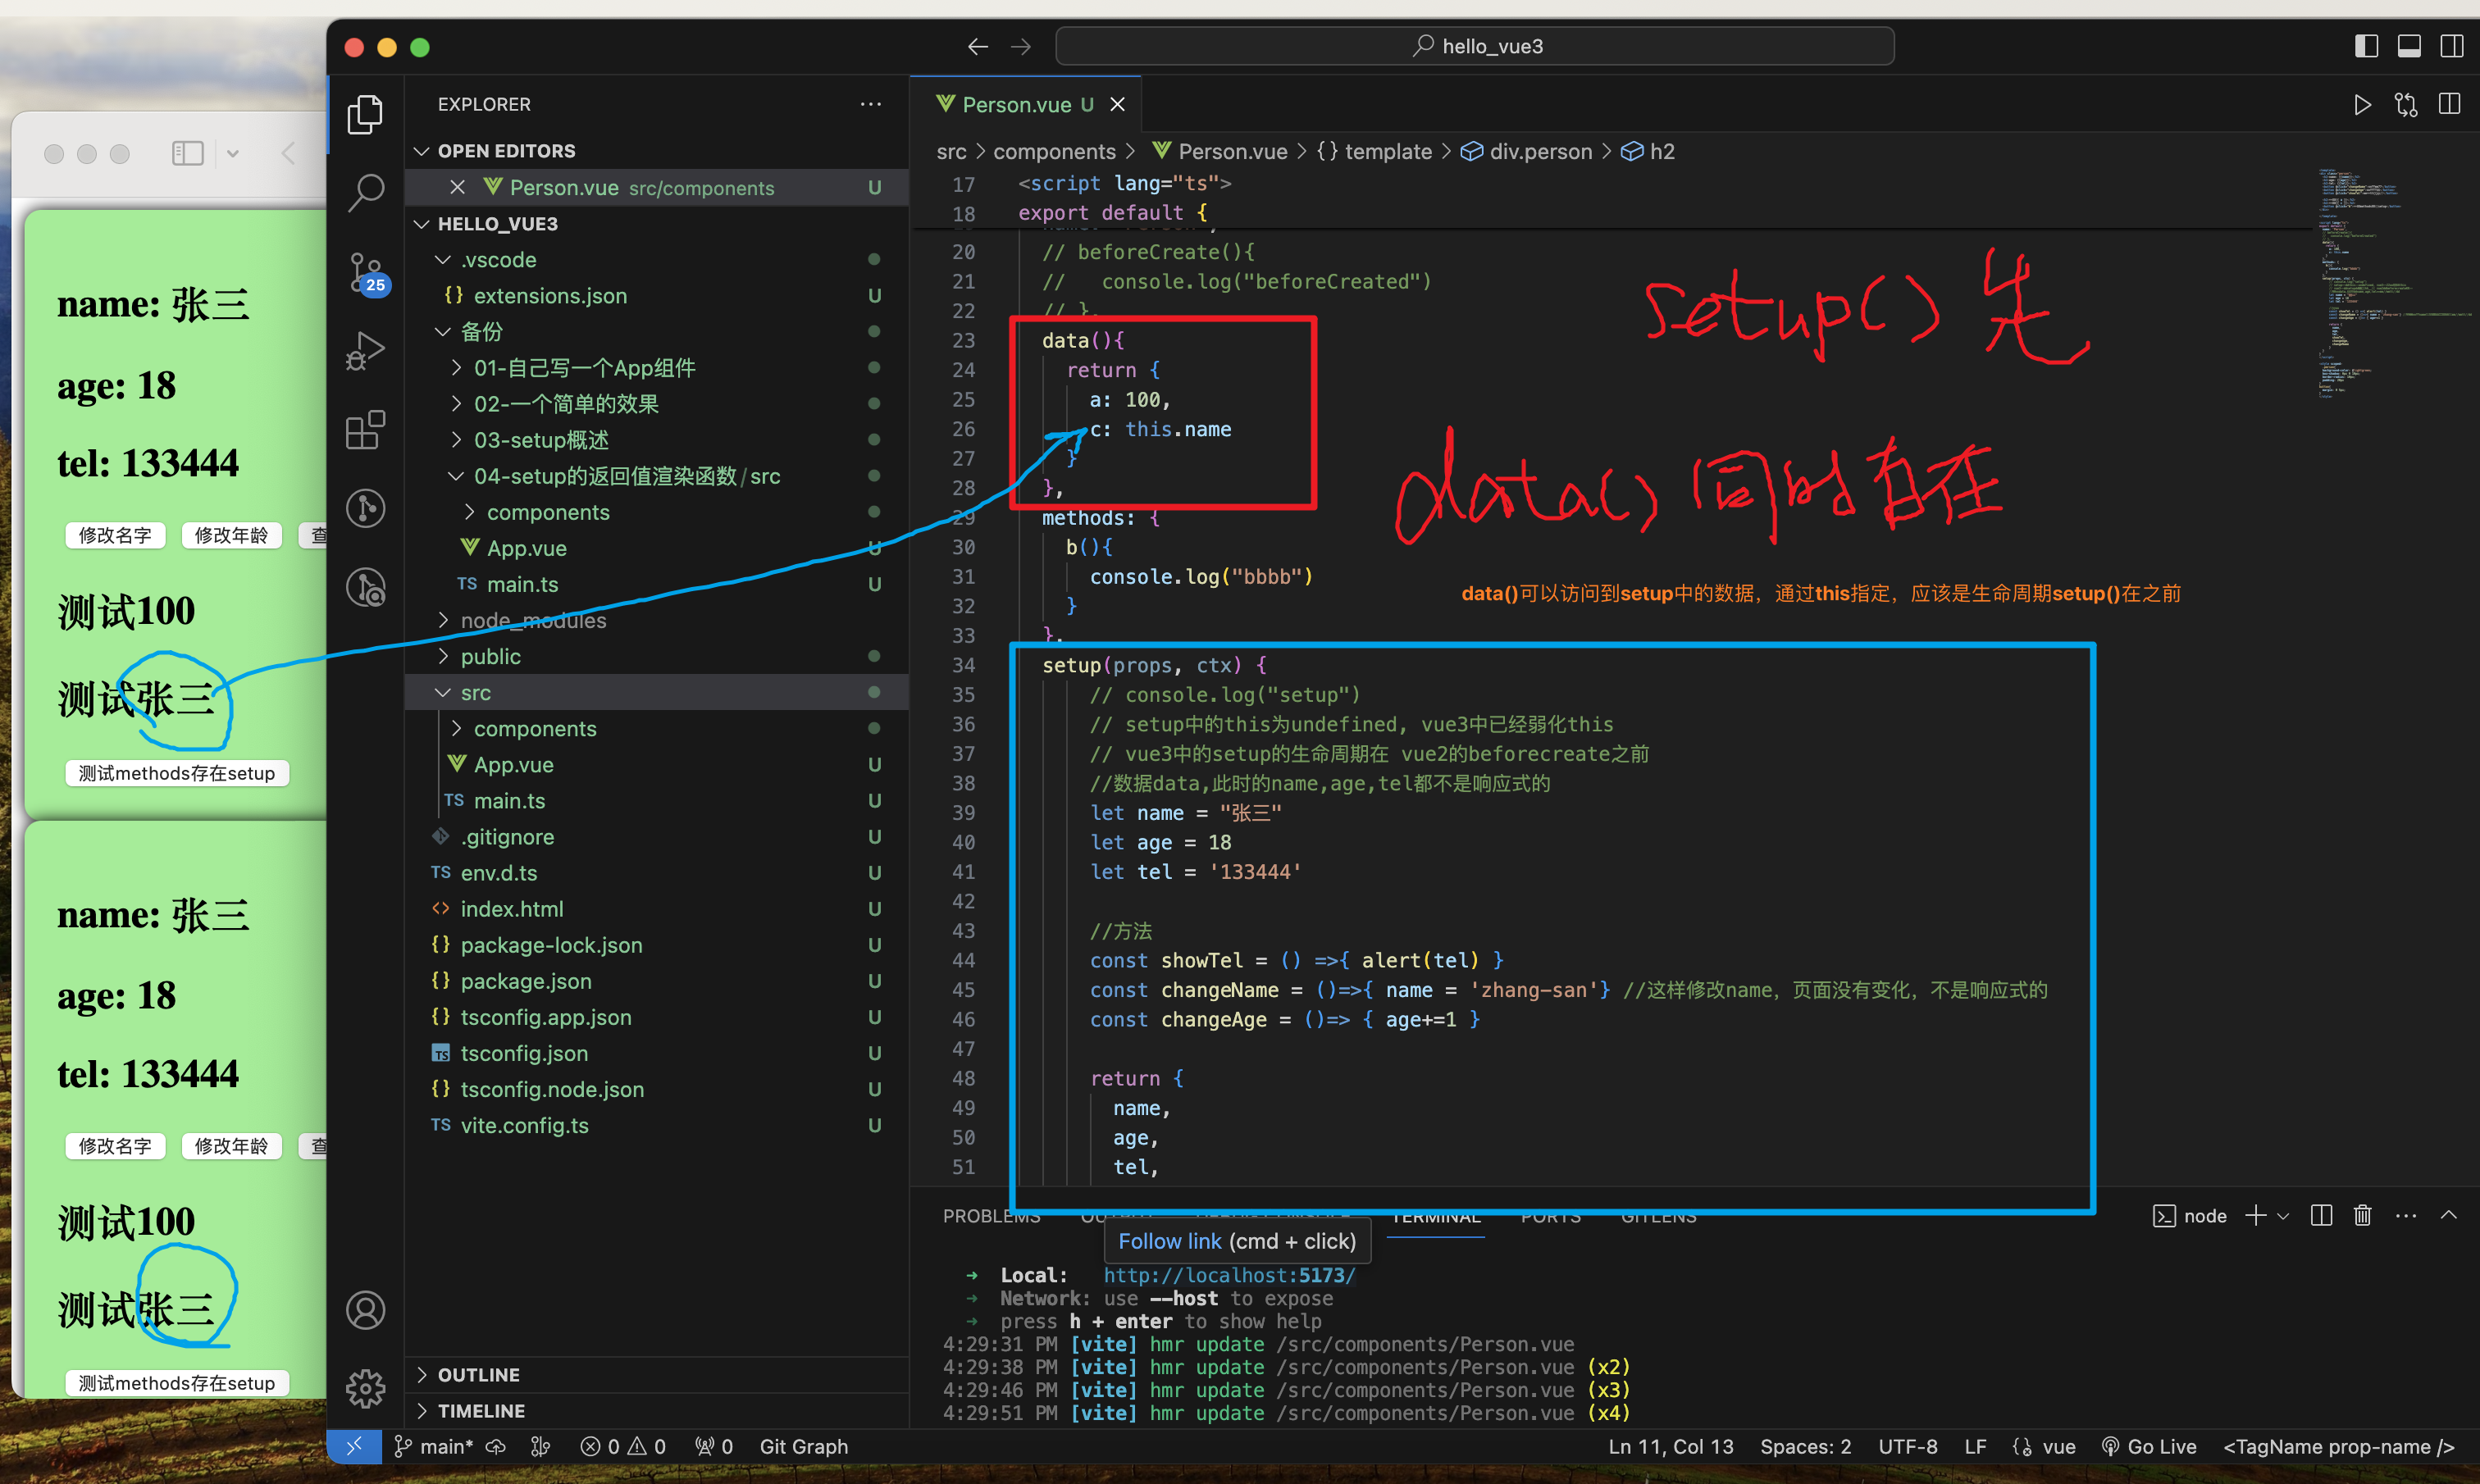 hello_vue3
EXPLORER
OPEN EDITORS
Person.vue src/components U
HELLO_VUE3
.vscode
extensions.json U
备份
01-自己写一个App组件
02-一个简单的效果
03-setup概述
04-setup的返回值渲染函数/src
components
App.vue U
main.ts U
node_modules
public
src
components
App.vue U
main.ts U
.gitignore U
env.d.ts U
index.html U
package-lock.json U
package.json U
tsconfig.app.json U
tsconfig.json U
tsconfig.node.json U
vite.config.ts U
OUTLINE
TIMELINE
25
name: 张三
age: 18
tel: 133444
修改名字 修改年龄 查
测试100
测试张三
测试methods存在setup
name: 张三
age: 18
tel: 133444
修改名字 修改年龄 查
测试100
测试张三
测试methods存在setup
Person.vue U
src > components > Person.vue > {} template > div.person > h2
17 <script lang="ts">
18 export default {
20 // beforeCreate(){
21 //   console.log("beforeCreated")
22 // },
23 data(){
24 return {
25 a: 100,
26 c: this.name
27 }
28 },
29 methods: {
30 b(){
31 console.log("bbbb")
32 }
33 },
34 setup(props, ctx) {
35 // console.log("setup")
36 // setup中的this为undefined, vue3中已经弱化this
37 // vue3中的setup的生命周期在 vue2的beforecreate之前
38 //数据data,此时的name,age,tel都不是响应式的
39 let name = "张三"
40 let age = 18
41 let tel = '133444'
42
43 //方法
44 const showTel = () =>{ alert(tel) }
45 const changeName = ()=>{ name = 'zhang-san'} //这样修改name，页面没有变化，不是响应式的
46 const changeAge = ()=> { age+=1 }
47
48 return {
49 name,
50 age,
51 tel,
setup() 先
data() 同时存在
data()可以访问到setup中的数据，通过this指定，应该是生命周期setup()在之前
PROBLEMS TERMINAL PORTS GITLENS
node
Follow link (cmd + click)
➜ Local: http://localhost:5173/
➜ Network: use --host to expose
➜ press h + enter to show help
4:29:31 PM [vite] hmr update /src/components/Person.vue
4:29:38 PM [vite] hmr update /src/components/Person.vue (x2)
4:29:46 PM [vite] hmr update /src/components/Person.vue (x3)
4:29:51 PM [vite] hmr update /src/components/Person.vue (x4)
main* 0 0 0 Git Graph Ln 11, Col 13 Spaces: 2 UTF-8 LF vue Go Live <TagName prop-name />